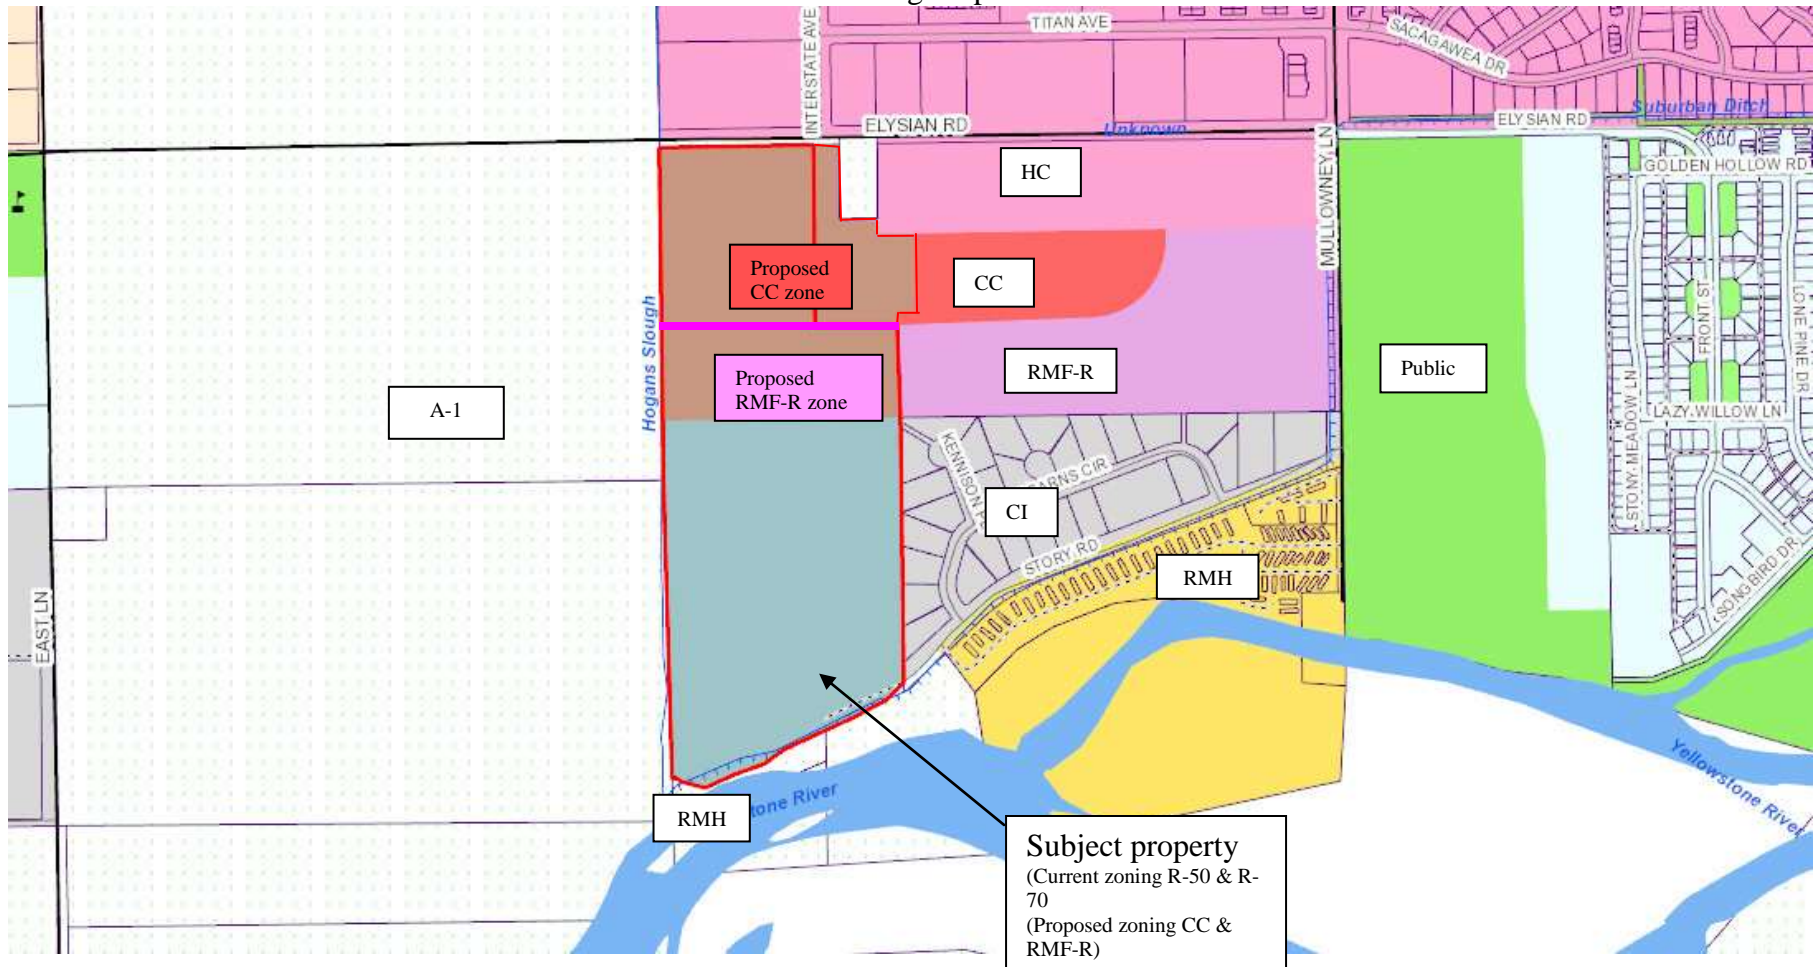 TITAN AVE
SACAGAWEA DR
INTERSTATE AVE
ELYSIAN RD
Unknown
Suburban Ditch
ELYSIAN RD
GOLDEN HOLLOW RD
HC
MULLOWNEY LN
Proposed
CC zone
CC
Hogans Slough
FRONT ST
LONE PINE DR
Proposed
RMF-R zone
RMF-R
Public
A-1
LAZY WILLOW LN
STONY MEADOW LN
KENNISON
CIR
CI
STORY RD
RMH
SONGBIRD DR
EAST LN
Yellowstone River
RMH
tone River
Subject property
(Current zoning R-50 & R-
70
(Proposed zoning CC &
RMF-R)